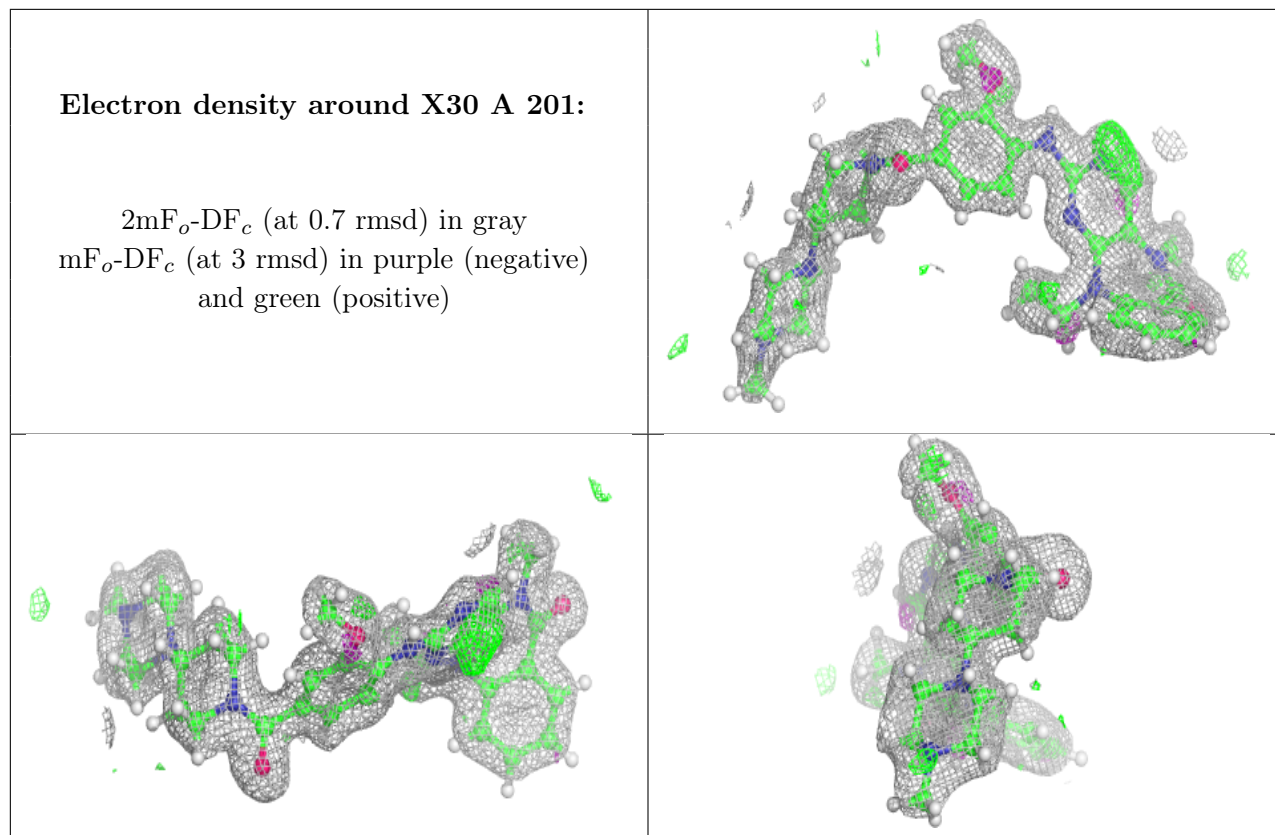 Electron density around X30 A 201:
2mFo-DFc (at 0.7 rmsd) in gray
mFo-DFc (at 3 rmsd) in purple (negative)
and green (positive)